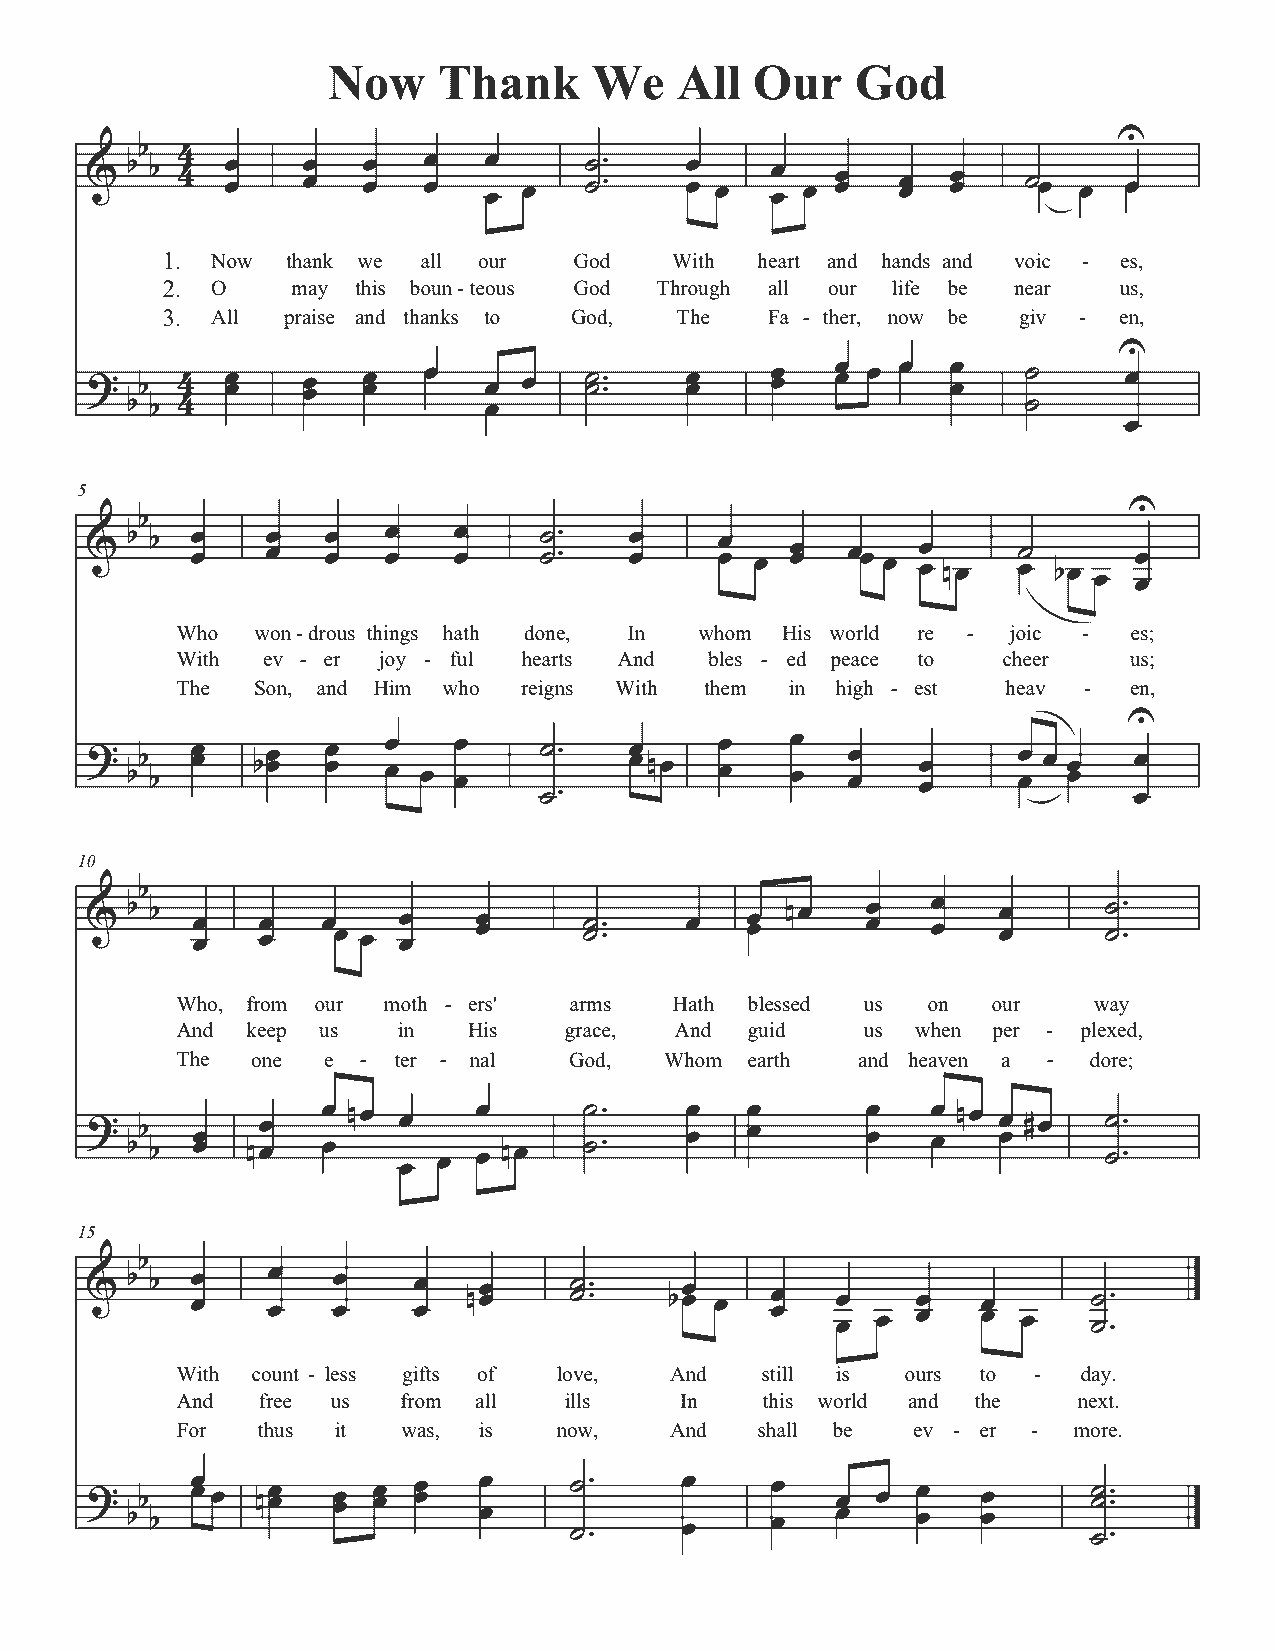 Now Thank We All Our God
1. Now thank we all our God With heart and hands and voic - es,
2. O may this boun - teous God Through all our life be near us,
3. All praise and thanks to God, The Fa - ther, now be giv - en,
5
Who won - drous things hath done, In whom His world re - joic - es;
With ev - er joy - ful hearts And bles - ed peace to cheer us;
The Son, and Him who reigns With them in high - est heav - en,
10
Who, from our moth - ers' arms Hath blessed us on our way
And keep us in His grace, And guid us when per - plexed,
The one e - ter - nal God, Whom earth and heaven a - dore;
15
With count - less gifts of love, And still is ours to - day.
And free us from all ills In this world and the next.
For thus it was, is now, And shall be ev - er - more.